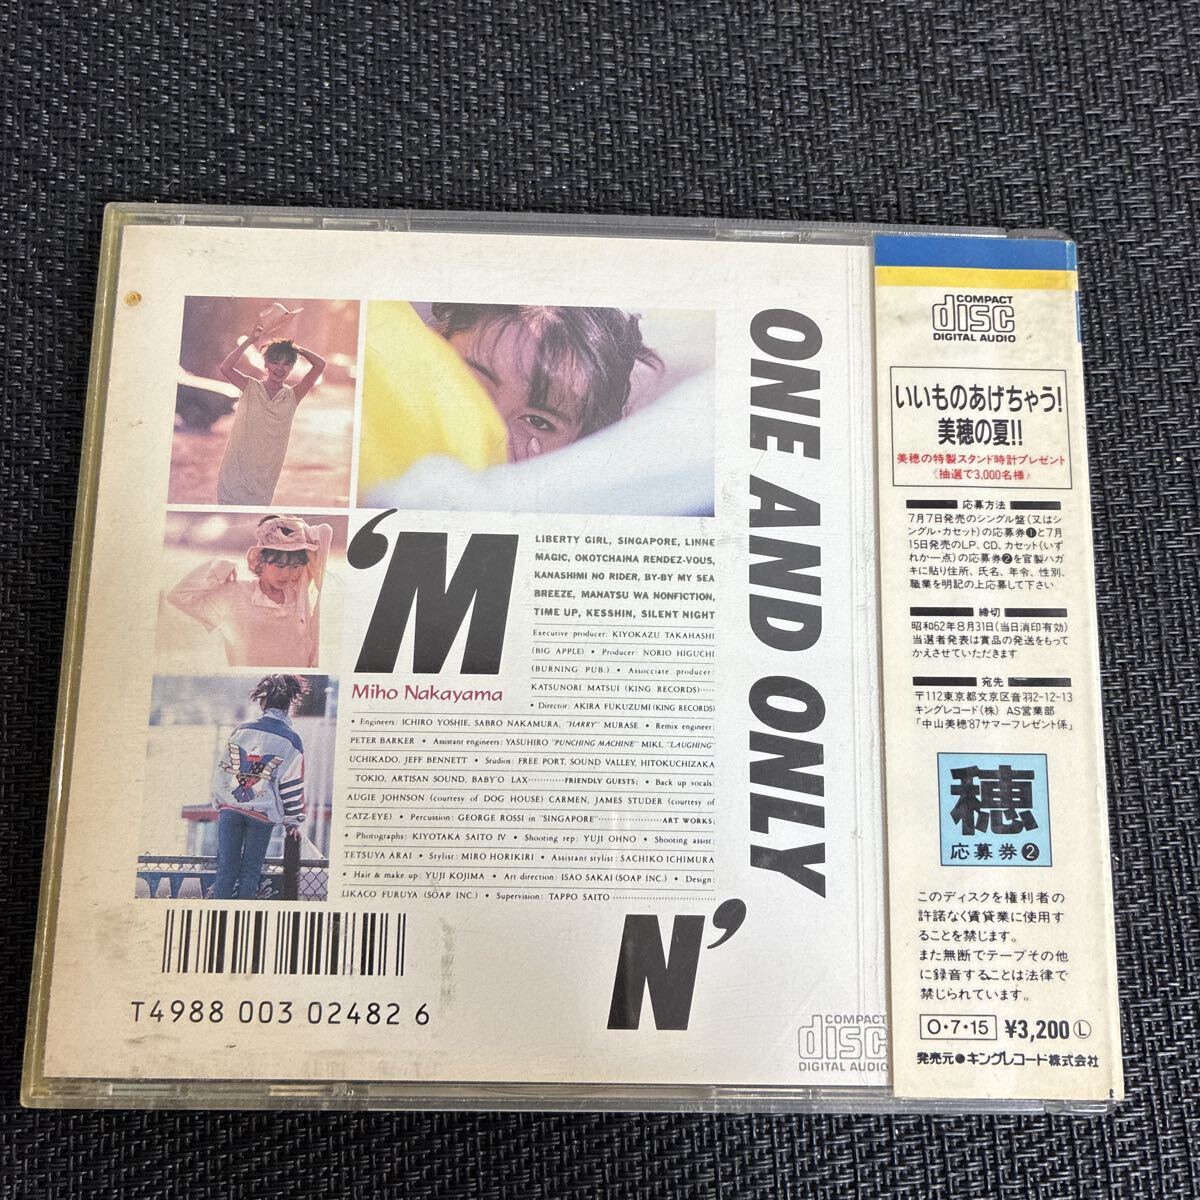 ONE AND ONLY
'M
N'
Miho Nakayama
LIBERTY GIRL, SINGAPORE, LINNE
MAGIC, OKOTCHAINA RENDEZ-VOUS,
KANASHIMI NO RIDER, BY-BY MY SEA
BREEZE, MANATSU WA NONFICTION,
TIME UP, KESSHIN, SILENT NIGHT
Executive producer: KIYOKAZU TAKAHASHI
(BIG APPLE) • Producer: NORIO HIGUCHI
(BURNING PUB.) • Assocciate producer:
KATSUNORI MATSUI (KING RECORDS)·····
• Director: AKIRA FUKUZUMI (KING RECORDS)
• Engineers: ICHIRO YOSHIE, SABRO NAKAMURA, "HARRY" MURASE • Remix engineer:
PETER BARKER • Assistant engineers: YASUHIRO "PUNCHING MACHINE" MIKI, "LAUGHING"
UCHIKADO, JEFF BENNETT • Studios: FREE PORT, SOUND VALLEY, HITOKUCHIZAKA
TOKIO, ARTISAN SOUND, BABY'O LAX··········FRIENDLY GUESTS; • Back up vocals:
AUGIE JOHNSON (courtesy of DOG HOUSE) CARMEN, JAMES STUDER (courtesy of
CATZ-EYE) • Percussion: GEORGE ROSSI in "SINGAPORE"··················ART WORKS;
• Photographs: KIYOTAKA SAITO IV • Shooting rep: YUJI OHNO • Shooting assist:
TETSUYA ARAI • Stylist: MIRO HORIKIRI • Assistant stylist: SACHIKO ICHIMURA
• Hair & make up: YUJI KOJIMA • Art direction: ISAO SAKAI (SOAP INC.) • Design:
LIKACO FURUYA (SOAP INC.) • Supervision: TAPPO SAITO·····························
T4988 003 02482 6
COMPACT
disc
DIGITAL AUDIO
COMPACT
disc
DIGITAL AUDIO
いいものあげちゃう!
美穂の夏!!
美穂の特製スタンド時計プレゼント
(抽選で3,000名様)
応募方法
7月7日発売のシングル盤(又はシ
ングル・カセット)の応募券❶と7月
15日発売のLP、CD、カセット(いず
れか一点)の応募券❷を官製ハガ
キに貼り住所、氏名、年令、性別、
職業を明記の上応募して下さい
締切
昭和62年8月31日(当日消印有効)
当選者発表は賞品の発送をもって
かえさせていただきます
宛先
〒112東京都文京区音羽2-12-13
キングレコード(株) AS営業部
「中山美穂'87サマープレゼント係」
穂
応募券❷
このディスクを権利者の
許諾なく賃貸業に使用す
ることを禁じます。
また無断でテープその他
に録音することは法律で
禁じられています。
O・7・15 ¥3,200 Ⓛ
発売元●キングレコード株式会社